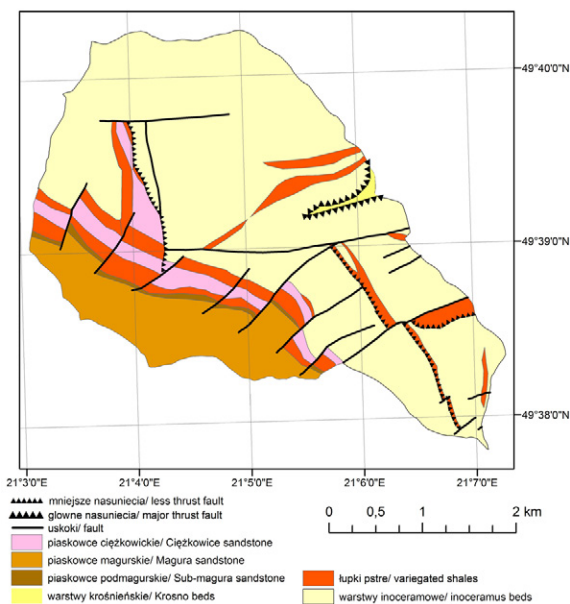 49°40'0"N
49°39'0"N
49°38'0"N
21°3'0"E 21°4'0"E 21°5'0"E 21°6'0"E 21°7'0"E
mniejsze nasuniecia/ less thrust fault
glowne nasuniecia/ major thrust fault
uskoki/ fault
0 0,5 1 2 km
piaskowce ciężkowickie/ Ciężkowice sandstone
piaskowce magurskie/ Magura sandstone
piaskowce podmagurskie/ Sub-magura sandstone
łupki pstre/ variegated shales
warstwy krośnieńskie/ Krosno beds
warstwy inoceramowe/ inoceramus beds